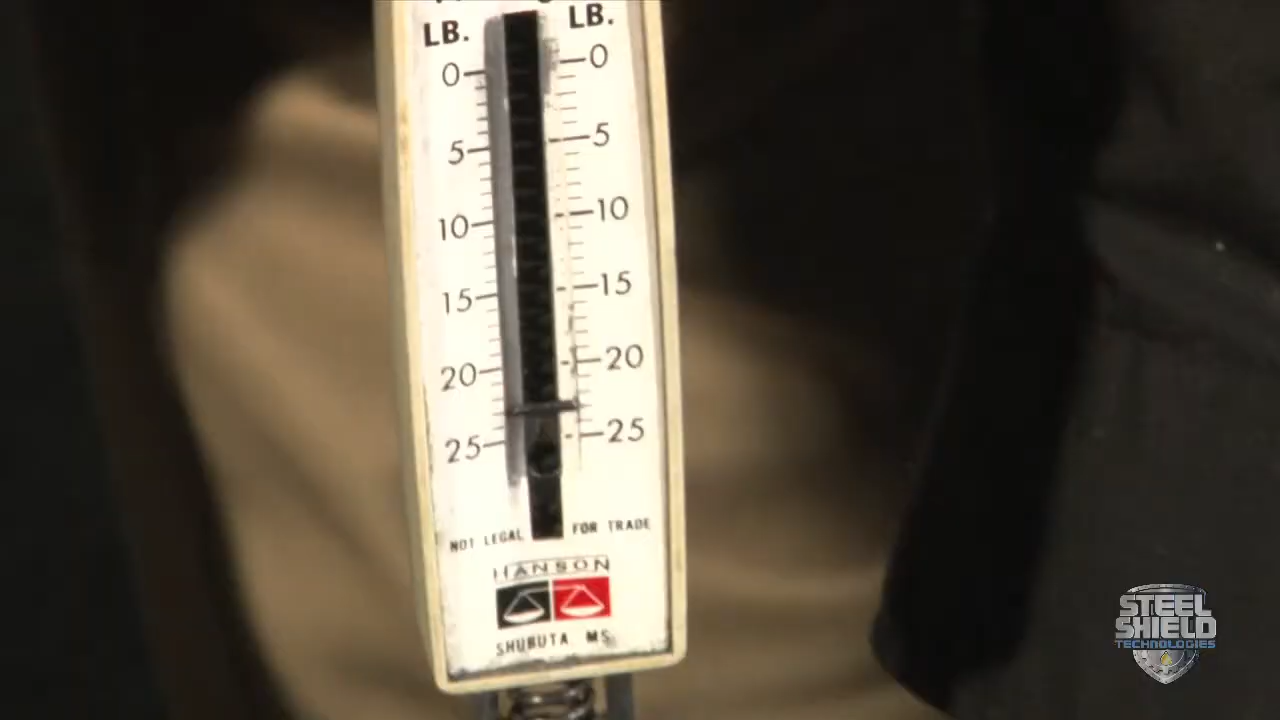 LB. LB.
0 0
5 5
10 10
15 15
20 20
25 25
NOT LEGAL FOR TRADE
HANSON
SHUBUTA MS
STEEL
SHIELD
TECHNOLOGIES